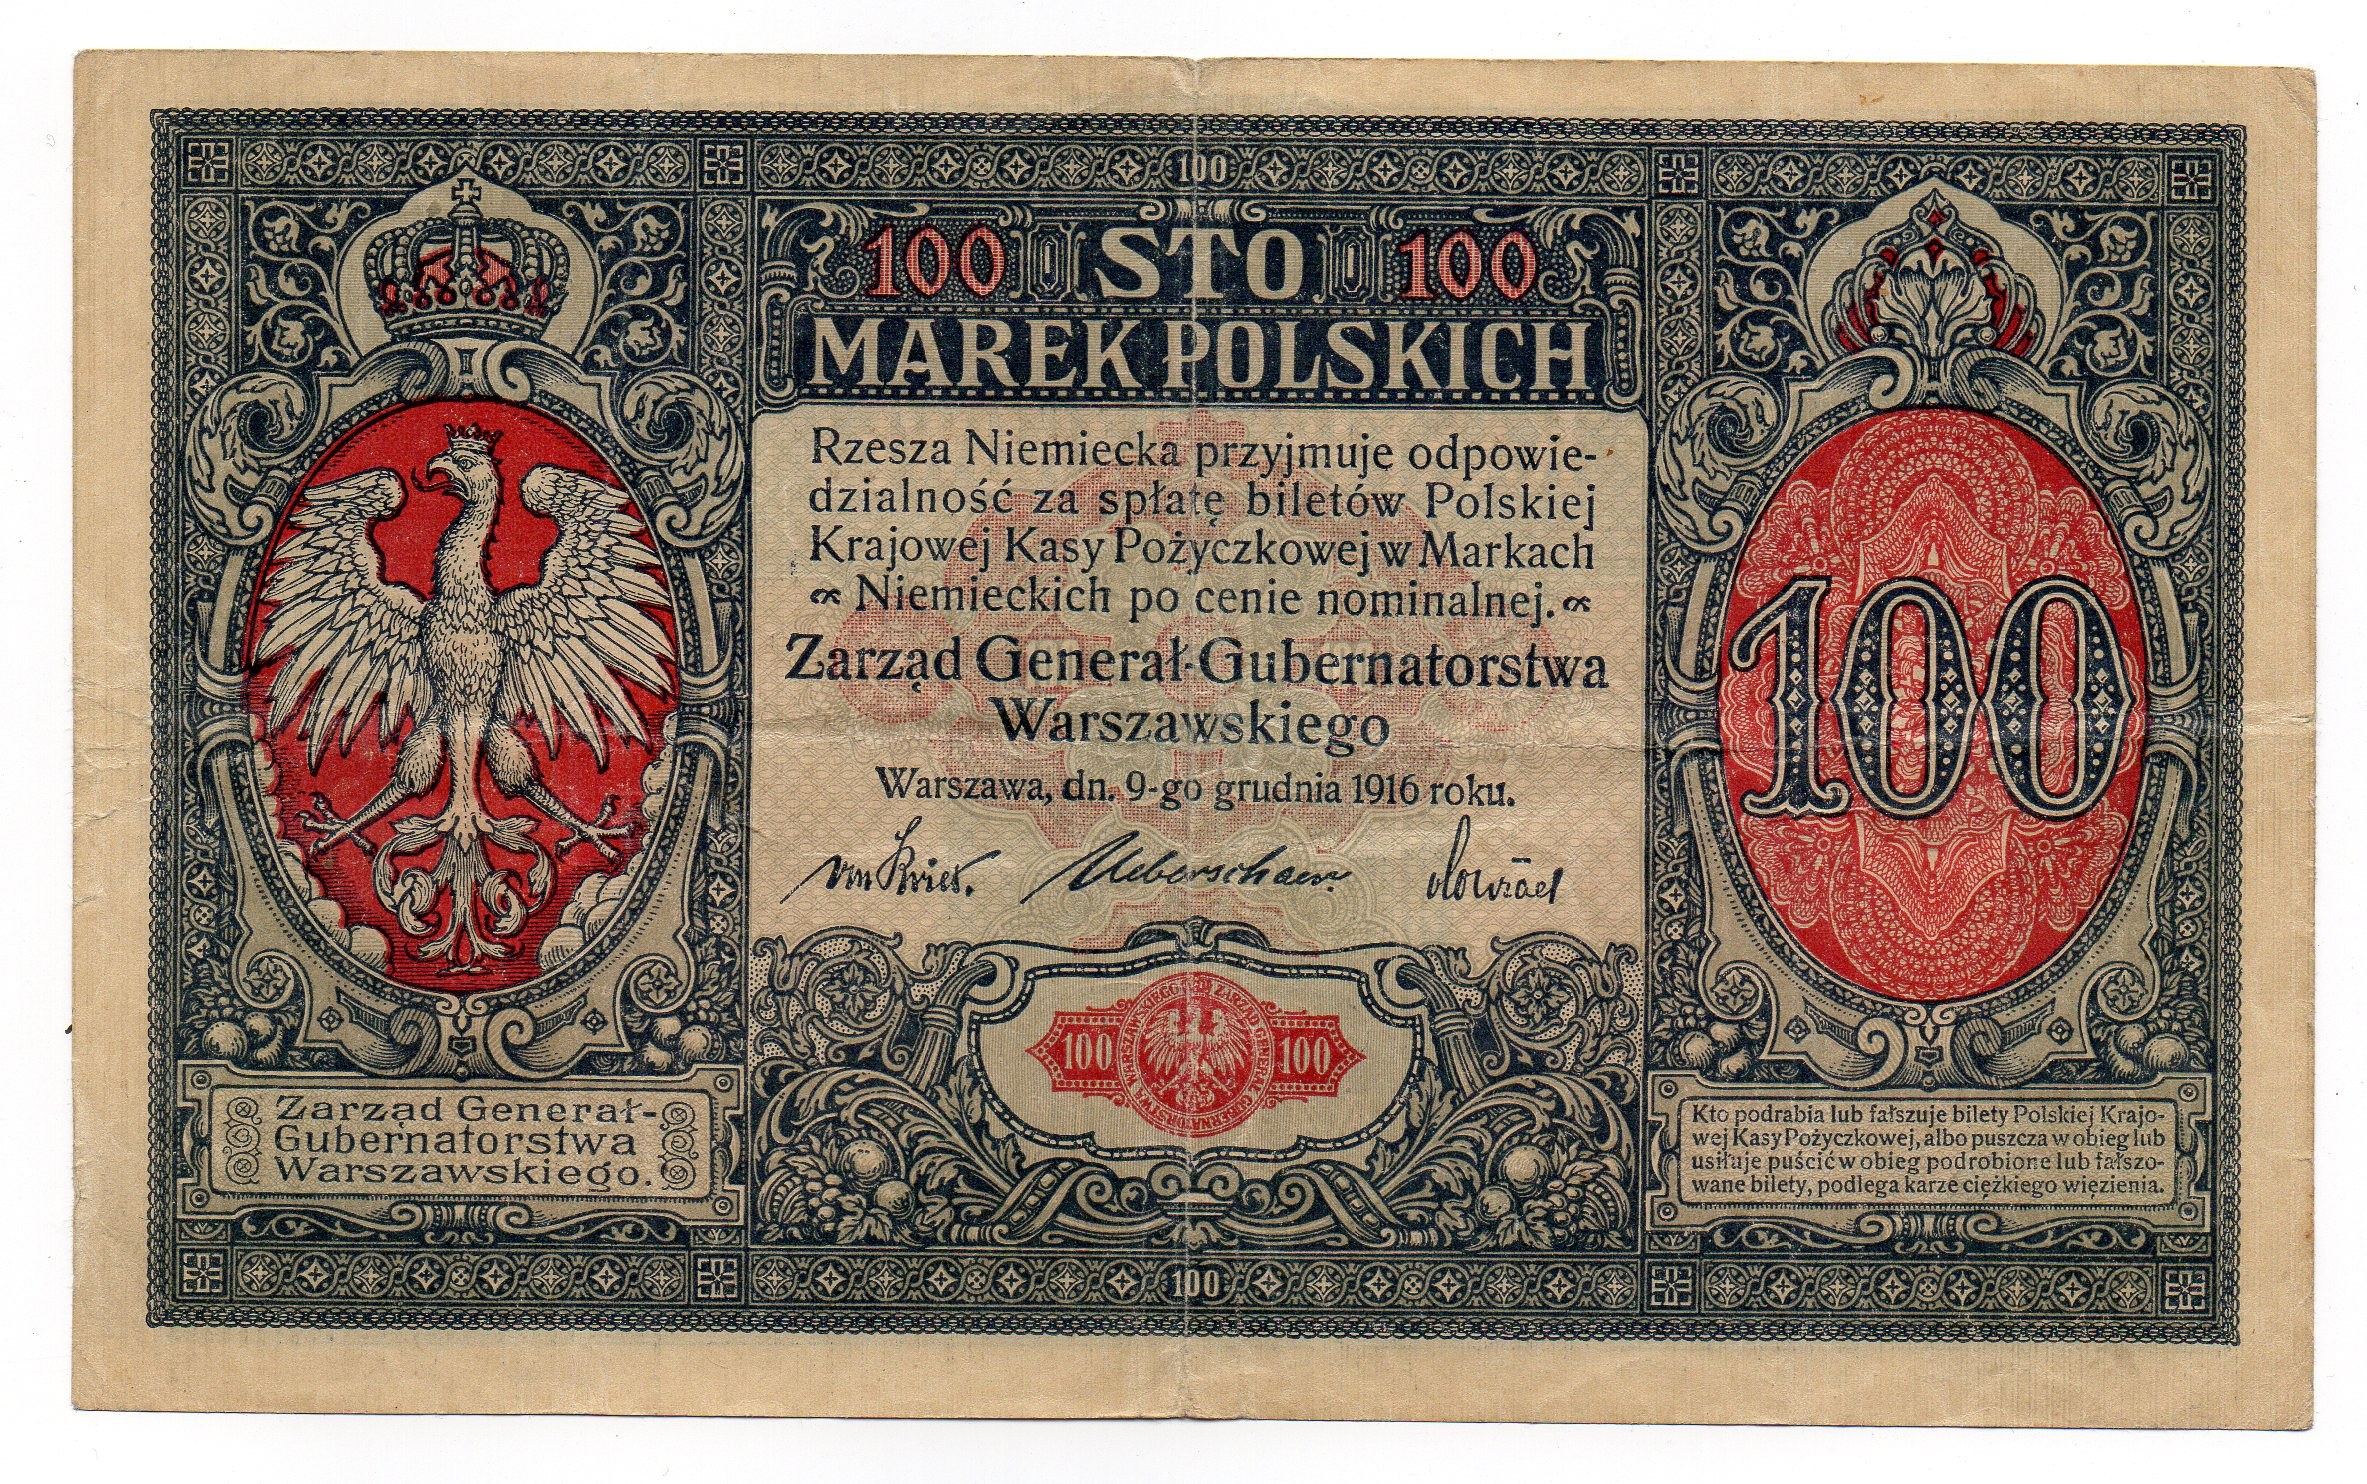 100
100 STO 100
MAREK POLSKICH
Rzesza Niemiecka przyjmuje odpowie-
dzialność za spłatę biletów Polskiej
Krajowej Kasy Pożyczkowej w Markach
Niemieckich po cenie nominalnej.
Zarząd Generał-Gubernatorstwa
Warszawskiego
Warszawa, dn. 9-go grudnia 1916 roku.
von Kries.
100
100 100
Zarząd Generał-
Gubernatorstwa
Warszawskiego.
Kto podrabia lub fałszuje bilety Polskiej Krajo-
wej Kasy Pożyczkowej, albo puszcza w obieg lub
usiłuje puścić w obieg podrobione lub fałszo-
wane bilety, podlega karze ciężkiego więzienia.
100